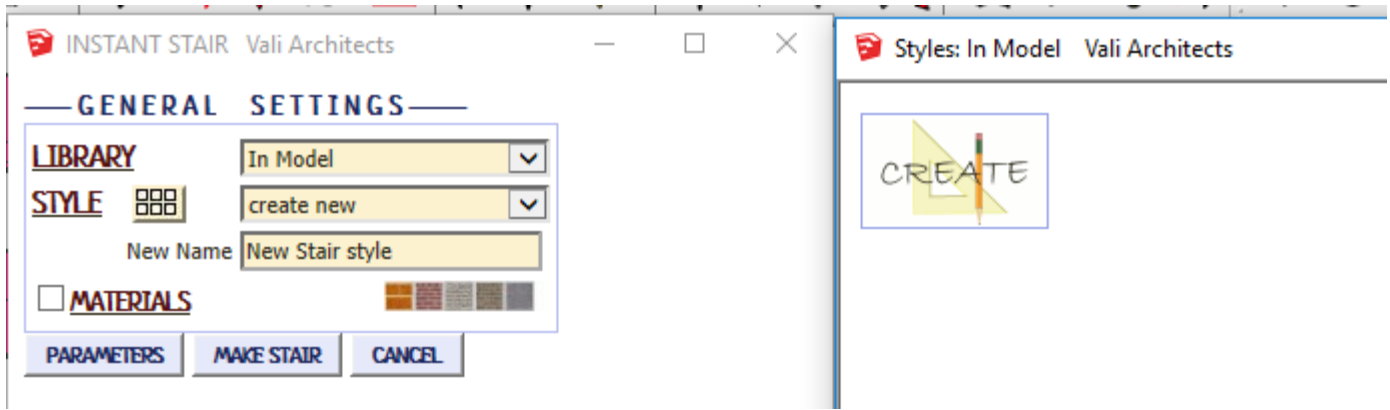 INSTANT STAIR Vali Architects
GENERAL SETTINGS
LIBRARY In Model
STYLE create new
New Name New Stair style
MATERIALS
PARAMETERS MAKE STAIR CANCEL
Styles: In Model Vali Architects
CREATE